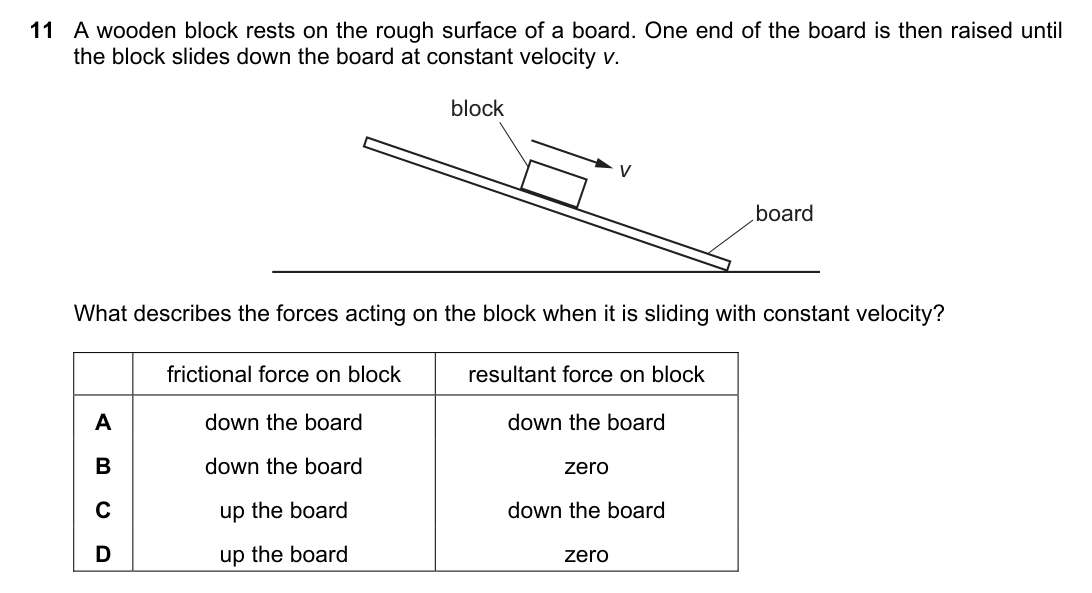 11 A wooden block rests on the rough surface of a board. One end of the board is then raised until
the block slides down the board at constant velocity v.
block
v
board
What describes the forces acting on the block when it is sliding with constant velocity?
frictional force on block resultant force on block
A down the board down the board
B down the board zero
C up the board down the board
D up the board zero